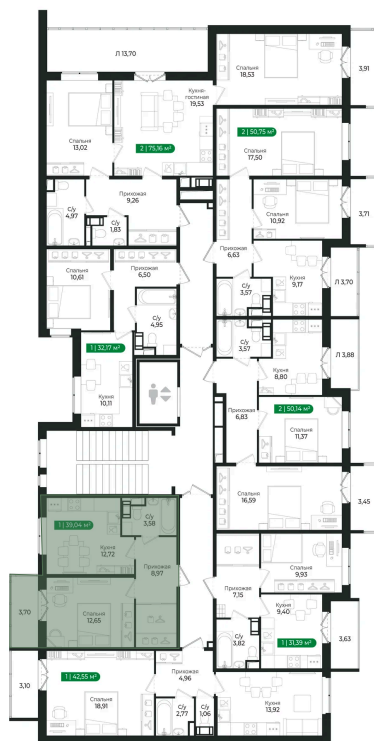 Л 13,70
Спальня
18,53
3,91
Кухня-
гостиная
19,53
Спальня
13,02
2 | 75,16 м²
2 | 50,75 м²
Спальня
17,50
С/у
4,97
С/у
1,83
Прихожая
9,26
Спальня
10,92
3,71
Прихожая
6,63
Кухня
9,17
Л 3,70
С/у
3,57
Спальня
10,61
Прихожая
6,50
С/у
4,95
1 | 32,17 м²
Кухня
10,11
С/у
3,57
Кухня
8,80
Л 3,88
Прихожая
6,83
2 | 50,14 м²
Спальня
11,37
Спальня
16,59
3,45
1 | 39,04 м²
С/у
3,58
Кухня
12,72
Прихожая
8,97
Спальня
12,65
3,70
Спальня
9,93
Прихожая
7,15
Кухня
9,40
С/у
3,82
1 | 31,39 м²
3,63
3,10
1 | 42,55 м²
Спальня
18,91
Прихожая
4,96
С/у
2,77
С/у
1,06
Кухня
13,92